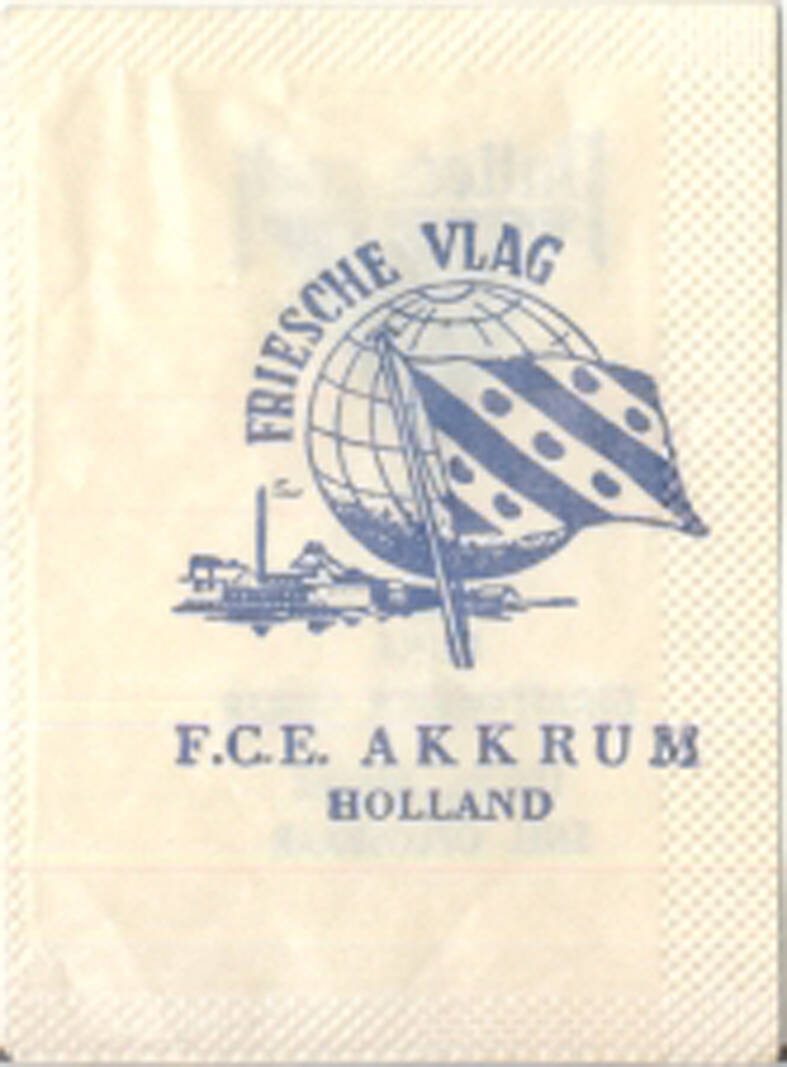 FRIESCHE VLAG
F.C.E. AKKRUM
HOLLAND